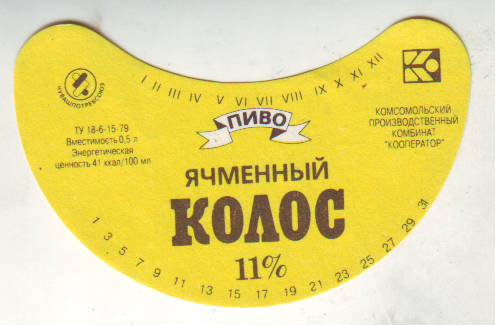 I II III IV V VI VII VIII IX X XI XII
ЧУВАШПОТРЕБСОЮЗ
ПИВО
ТУ 18-6-15-79
Вместимость 0,5 л
Энергетическая
ценность 41 ккал/100 мл
КОМСОМОЛЬСКИЙ
ПРОИЗВОДСТВЕННЫЙ
КОМБИНАТ
"КООПЕРАТОР"
ЯЧМЕННЫЙ
КОЛОС
11%
1 3 5 7 9 11 13 15 17 19 21 23 25 27 29 31